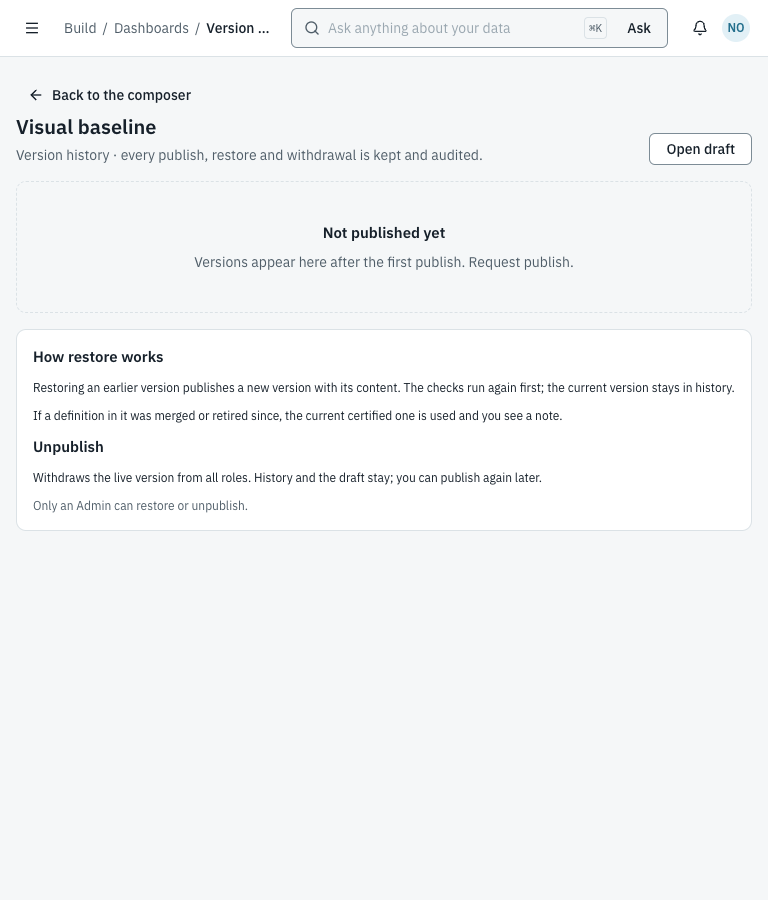 Build / Dashboards / Version ...
Ask anything about your data
⌘K
Ask
NO
Back to the composer
Visual baseline
Version history · every publish, restore and withdrawal is kept and audited.
Open draft
Not published yet
Versions appear here after the first publish. Request publish.
How restore works
Restoring an earlier version publishes a new version with its content. The checks run again first; the current version stays in history.
If a definition in it was merged or retired since, the current certified one is used and you see a note.
Unpublish
Withdraws the live version from all roles. History and the draft stay; you can publish again later.
Only an Admin can restore or unpublish.